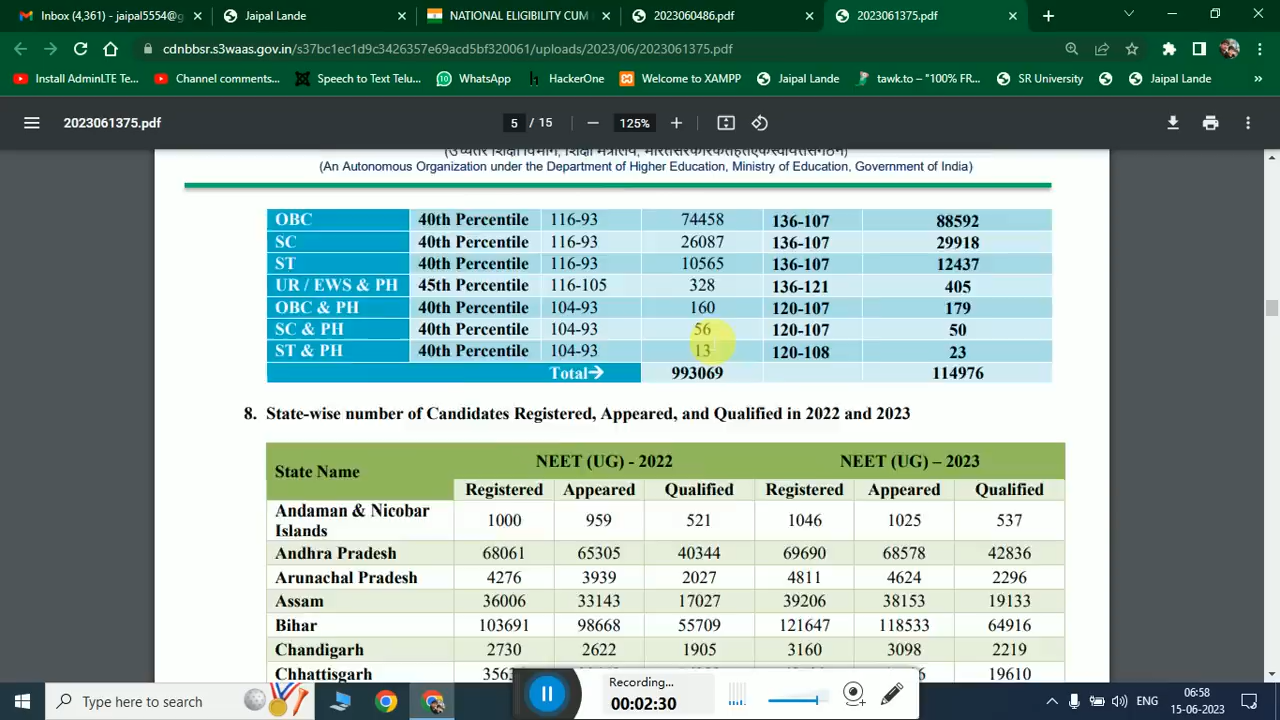 Inbox (4,361) - jaipal5554@g
Jaipal Lande
NATIONAL ELIGIBILITY CUM
2023060486.pdf
2023061375.pdf
cdnbbsr.s3waas.gov.in/s37bc1ec1d9c3426357e69acd5bf320061/uploads/2023/06/2023061375.pdf
Install AdminLTE Te...
Channel comments...
Speech to Text Telu...
WhatsApp
HackerOne
Welcome to XAMPP
Jaipal Lande
tawk.to – "100% FR...
SR University
Jaipal Lande
»
2023061375.pdf
5 / 15
125%
(उच्चतर शिक्षा विभाग, शिक्षा मंत्रालय, भारतसरकारकेतहतएकस्वायत्तसंगठन)
(An Autonomous Organization under the Department of Higher Education, Ministry of Education, Government of India)
OBC 40th Percentile 116-93 74458 136-107 88592
SC 40th Percentile 116-93 26087 136-107 29918
ST 40th Percentile 116-93 10565 136-107 12437
UR / EWS & PH 45th Percentile 116-105 328 136-121 405
OBC & PH 40th Percentile 104-93 160 120-107 179
SC & PH 40th Percentile 104-93 56 120-107 50
ST & PH 40th Percentile 104-93 13 120-108 23
Total→ 993069 114976
8. State-wise number of Candidates Registered, Appeared, and Qualified in 2022 and 2023
State Name NEET (UG) - 2022 NEET (UG) – 2023
Registered Appeared Qualified Registered Appeared Qualified
Andaman & Nicobar Islands 1000 959 521 1046 1025 537
Andhra Pradesh 68061 65305 40344 69690 68578 42836
Arunachal Pradesh 4276 3939 2027 4811 4624 2296
Assam 36006 33143 17027 39206 38153 19133
Bihar 103691 98668 55709 121647 118533 64916
Chandigarh 2730 2622 1905 3160 3098 2219
Chhattisgarh 19610
Recording...
00:02:30
Type here to search
ENG
06:58
15-06-2023